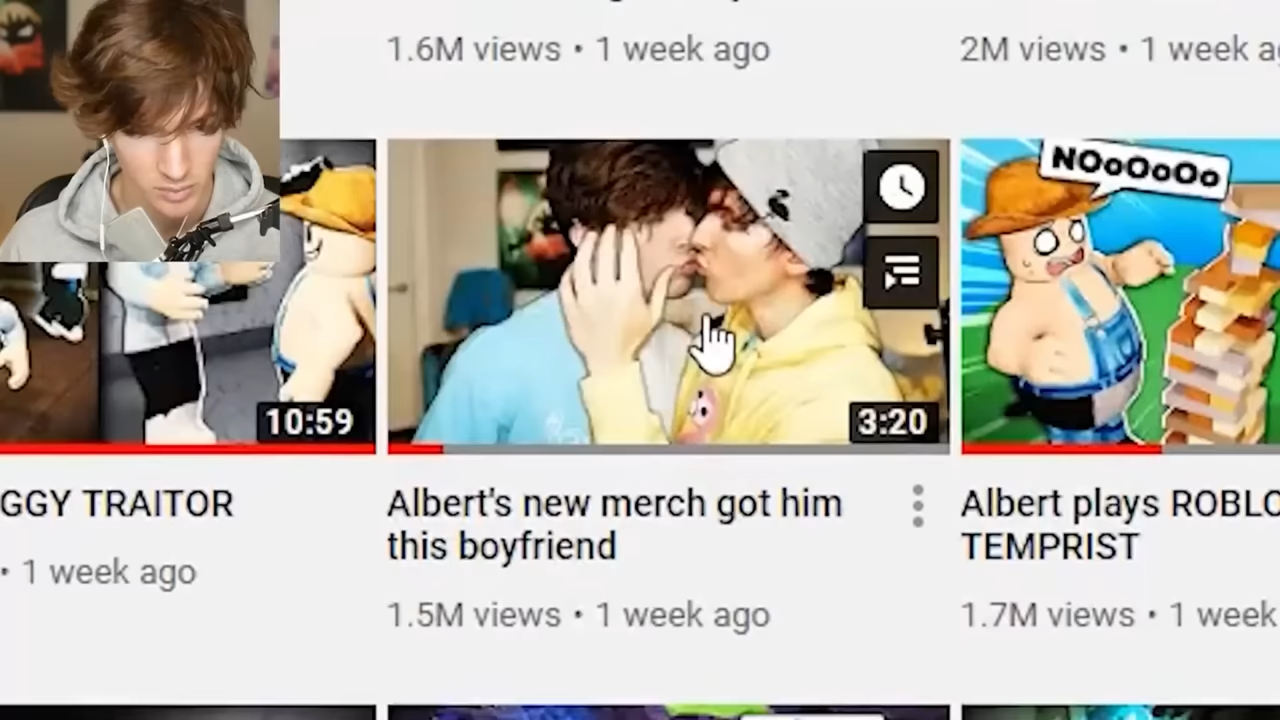 1.6M views • 1 week ago
2M views • 1 week a
NOoOoOo
10:59
3:20
GGY TRAITOR
• 1 week ago
Albert's new merch got him
this boyfriend
1.5M views • 1 week ago
Albert plays ROBLO
TEMPRIST
1.7M views • 1 week